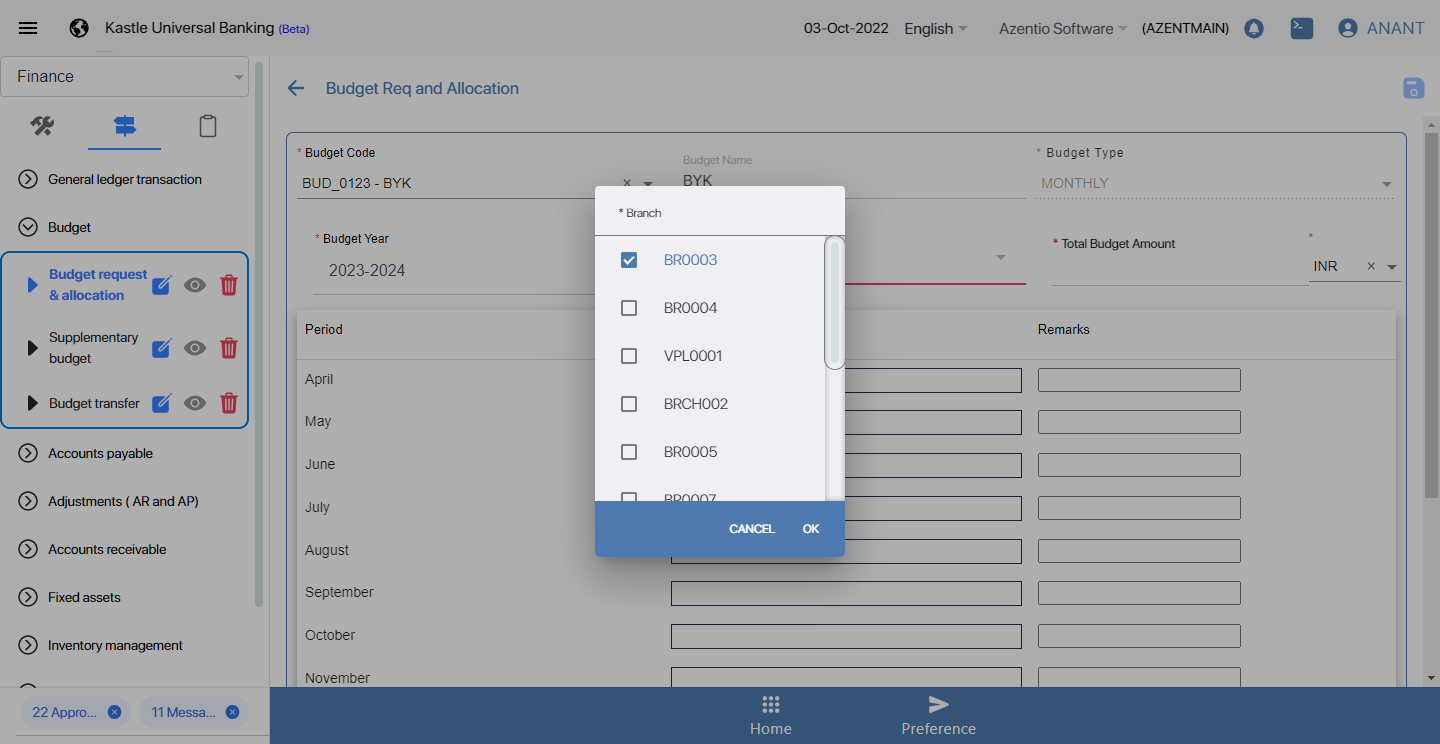 Kastle Universal Banking (Beta)
03-Oct-2022
English
Azentio Software
(AZENTMAIN)
ANANT
Finance
General ledger transaction
Budget
Budget request
& allocation
Supplementary
budget
Budget transfer
Accounts payable
Adjustments ( AR and AP)
Accounts receivable
Fixed assets
Inventory management
22 Appro...
11 Messa...
Budget Req and Allocation
* Budget Code
BUD_0123 - BYK
Budget Name
BYK
* Budget Type
MONTHLY
* Budget Year
2023-2024
* Total Budget Amount
*
INR
Period
Remarks
April
May
June
July
August
September
October
November
* Branch
BR0003
BR0004
VPL0001
BRCH002
BR0005
BR0007
CANCEL
OK
Home
Preference